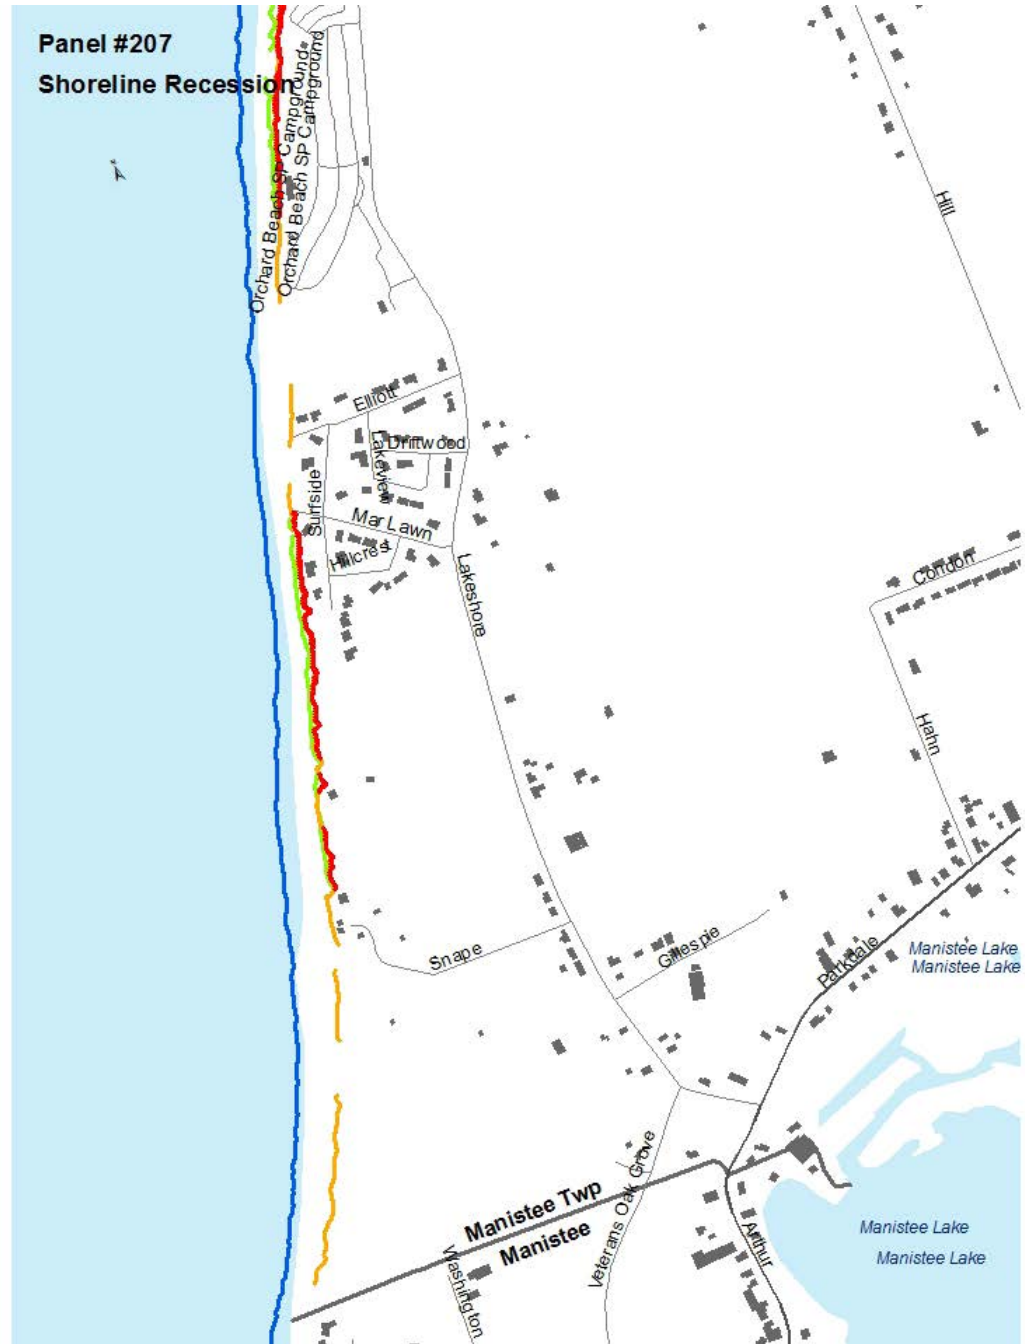 Panel #207
Shoreline Recession
Orchard Beach SP Campground
Orchard Beach SP Campground
Hill
Elliott
Driftwood
Lakeview
Surfside
Mar Lawn
Hillcrest
Lakeshore
Condon
Hahn
Snape
Gillespie
Parkdale
Manistee Lake
Manistee Lake
Veterans Oak Grove
Manistee Twp
Manistee
Washington
Arthur
Manistee Lake
Manistee Lake